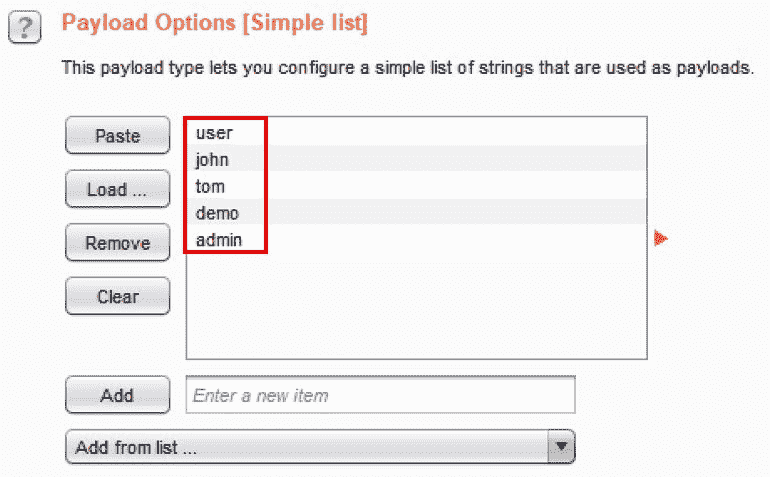 ?
Payload Options [Simple list]
This payload type lets you configure a simple list of strings that are used as payloads.
Paste
user
john
Load ...
tom
demo
Remove
admin
Clear
Add
Enter a new item
Add from list ...